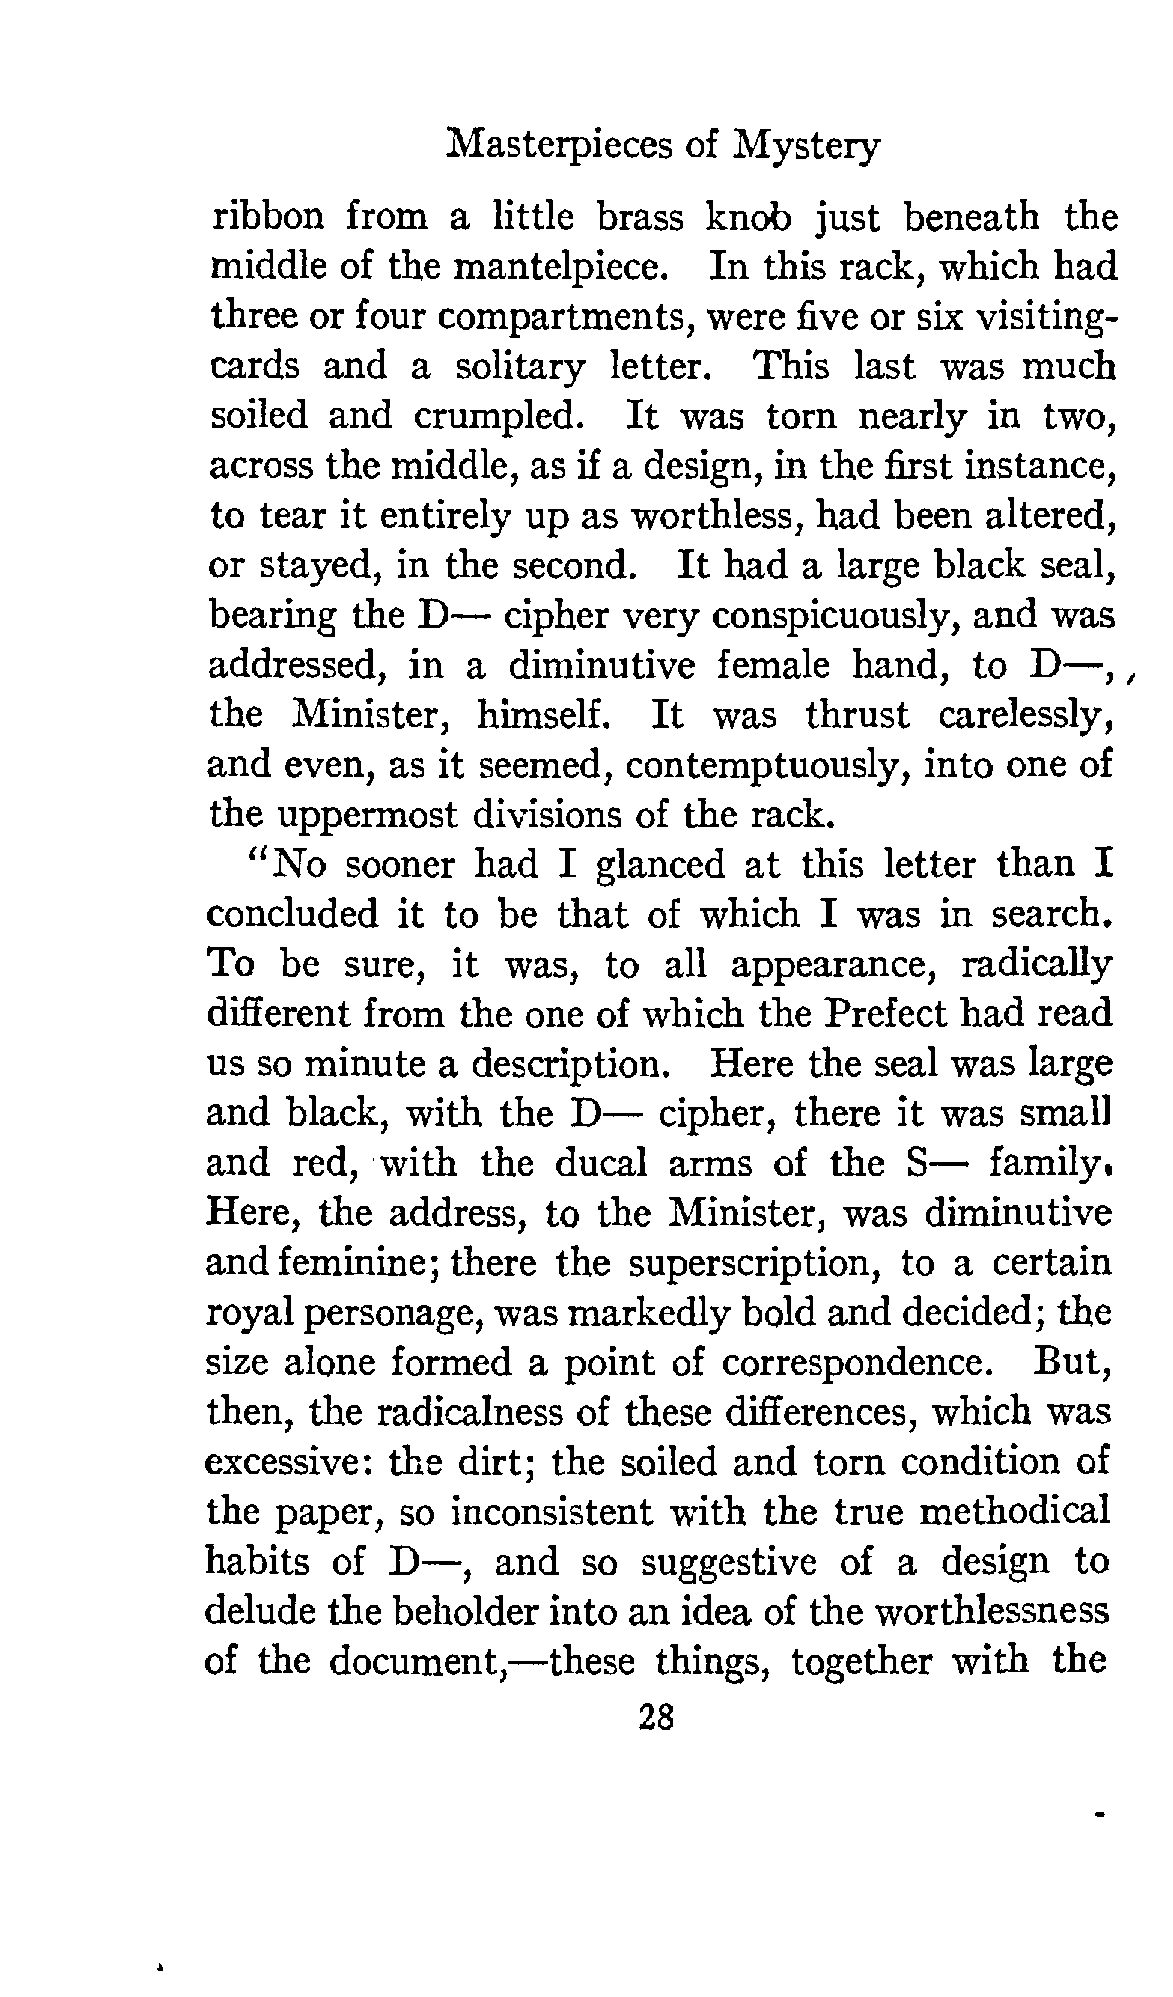 Masterpieces of Mystery
ribbon from a little brass knob just beneath the
middle of the mantelpiece. In this rack, which had
three or four compartments, were five or six visiting-
cards and a solitary letter. This last was much
soiled and crumpled. It was torn nearly in two,
across the middle, as if a design, in the first instance,
to tear it entirely up as worthless, had been altered,
or stayed, in the second. It had a large black seal,
bearing the D— cipher very conspicuously, and was
addressed, in a diminutive female hand, to D—,
the Minister, himself. It was thrust carelessly,
and even, as it seemed, contemptuously, into one of
the uppermost divisions of the rack.
"No sooner had I glanced at this letter than I
concluded it to be that of which I was in search.
To be sure, it was, to all appearance, radically
different from the one of which the Prefect had read
us so minute a description. Here the seal was large
and black, with the D— cipher, there it was small
and red, with the ducal arms of the S— family.
Here, the address, to the Minister, was diminutive
and feminine; there the superscription, to a certain
royal personage, was markedly bold and decided; the
size alone formed a point of correspondence. But,
then, the radicalness of these differences, which was
excessive: the dirt; the soiled and torn condition of
the paper, so inconsistent with the true methodical
habits of D—, and so suggestive of a design to
delude the beholder into an idea of the worthlessness
of the document,—these things, together with the
28